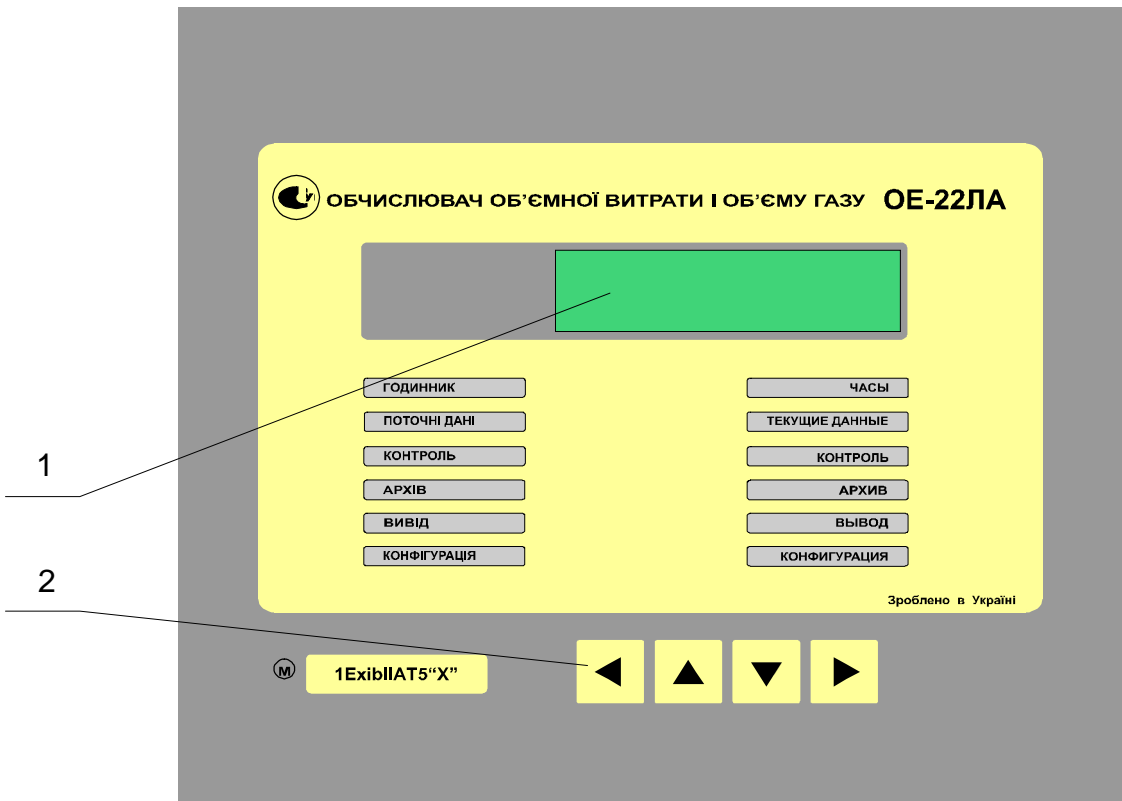 ОБЧИСЛЮВАЧ ОБ’ЄМНОЇ ВИТРАТИ І ОБ’ЄМУ ГАЗУ ОЕ-22ЛА
ГОДИННИК ЧАСЫ
ПОТОЧНІ ДАНІ ТЕКУЩИЕ ДАННЫЕ
КОНТРОЛЬ КОНТРОЛЬ
1
АРХІВ АРХИВ
ВИВІД ВЫВОД
КОНФІГУРАЦІЯ КОНФИГУРАЦИЯ
2
Зроблено в Україні
М 1ExibIIAT5“X”